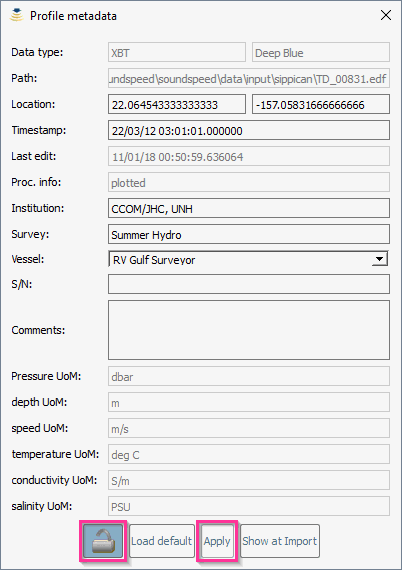 Profile metadata
Data type: XBT Deep Blue
Path: undspeed\soundspeed\data\input\sippican\TD_00831.edf
Location: 22.064543333333333 -157.05831666666666
Timestamp: 22/03/12 03:01:01.000000
Last edit: 11/01/18 00:50:59.636064
Proc. info: plotted
Institution: CCOM/JHC, UNH
Survey: Summer Hydro
Vessel: RV Gulf Surveyor
S/N:
Comments:
Pressure UoM: dbar
depth UoM: m
speed UoM: m/s
temperature UoM: deg C
conductivity UoM: S/m
salinity UoM: PSU
Load default Apply Show at Import